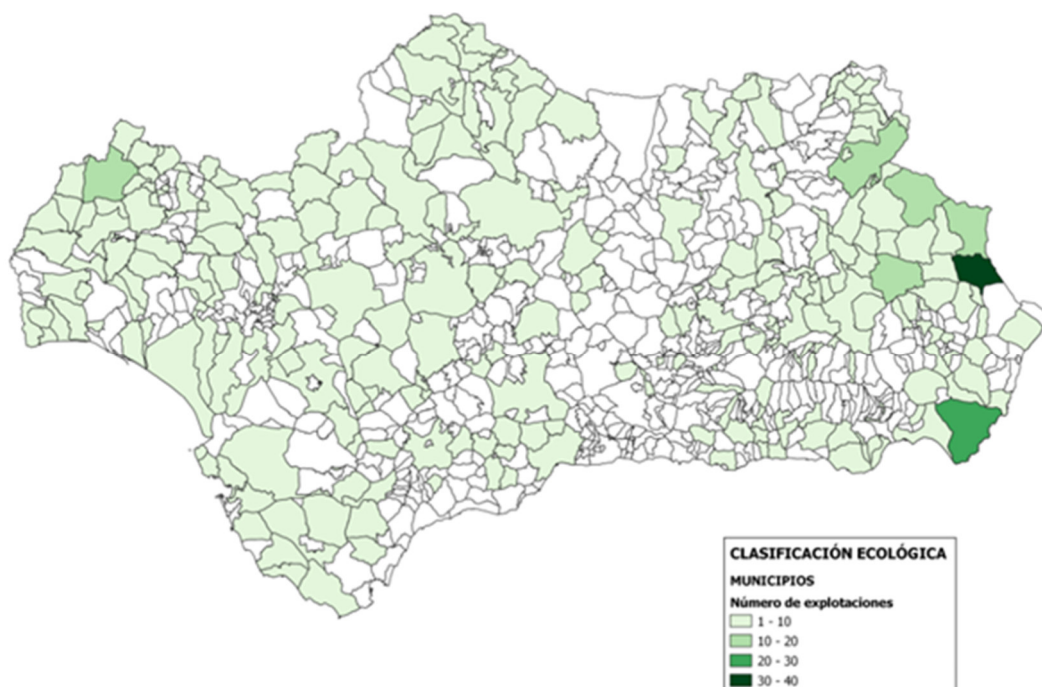 CLASIFICACIÓN ECOLÓGICA
MUNICIPIOS
Número de explotaciones
1 - 10
10 - 20
20 - 30
30 - 40